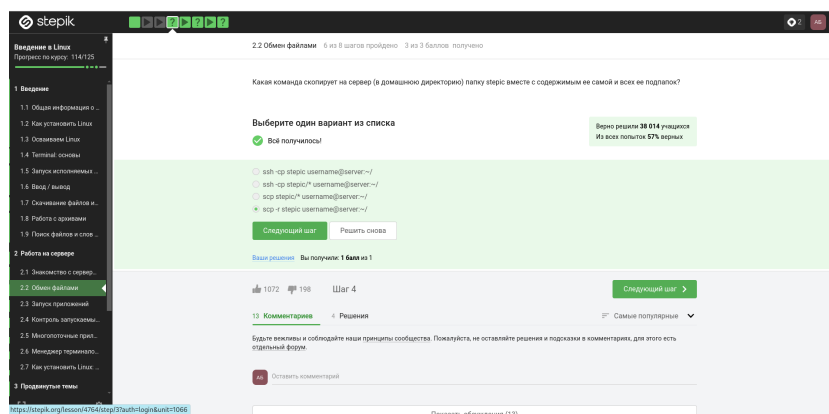 stepik
2
АБ
Введение в Linux
Прогресс по курсу: 114/125
1 Введение
1.1 Общая информация о ...
1.2 Как установить Linux
1.3 Осваиваем Linux
1.4 Terminal: основы
1.5 Запуск исполняемых ...
1.6 Ввод / вывод
1.7 Скачивание файлов и...
1.8 Работа с архивами
1.9 Поиск файлов и слов ...
2 Работа на сервере
2.1 Знакомство с сервер...
2.2 Обмен файлами
2.3 Запуск приложений
2.4 Контроль запускаемы...
2.5 Многопоточные прил...
2.6 Менеджер терминало...
2.7 Как установить Linux: ...
3 Продвинутые темы
https://stepik.org/lesson/4764/step/3?auth=login&unit=1066
2.2 Обмен файлами 6 из 8 шагов пройдено 3 из 3 баллов получено
Какая команда скопирует на сервер (в домашнюю директорию) папку stepic вместе с содержимым ее самой и всех ее подпапок?
Выберите один вариант из списка
Всё получилось!
Верно решили 38 014 учащихся
Из всех попыток 57% верных
ssh -cp stepic username@server:~/
ssh -cp stepic/* username@server:~/
scp stepic/* username@server:~/
scp -r stepic username@server:~/
Следующий шаг Решить снова
Ваши решения Вы получили: 1 балл из 1
1072 198 Шаг 4 Следующий шаг
13 Комментариев 4 Решения Самые популярные
Будьте вежливы и соблюдайте наши принципы сообщества. Пожалуйста, не оставляйте решения и подсказки в комментариях, для этого есть
отдельный форум.
АБ Оставить комментарий